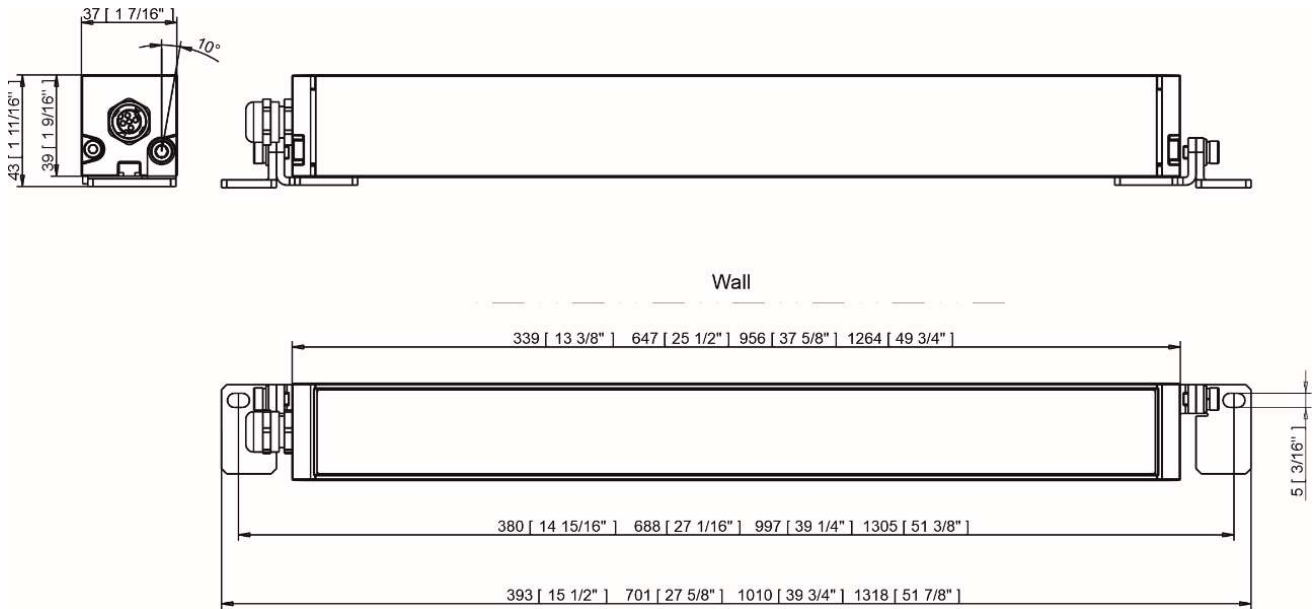 37 [ 1 7/16" ]
10°
43 [ 1 11/16" ]
39 [ 1 9/16" ]
Wall
339 [ 13 3/8" ] 647 [ 25 1/2" ] 956 [ 37 5/8" ] 1264 [ 49 3/4" ]
5 [ 3/16" ]
380 [ 14 15/16" ] 688 [ 27 1/16" ] 997 [ 39 1/4" ] 1305 [ 51 3/8" ]
393 [ 15 1/2" ] 701 [ 27 5/8" ] 1010 [ 39 3/4" ] 1318 [ 51 7/8" ]